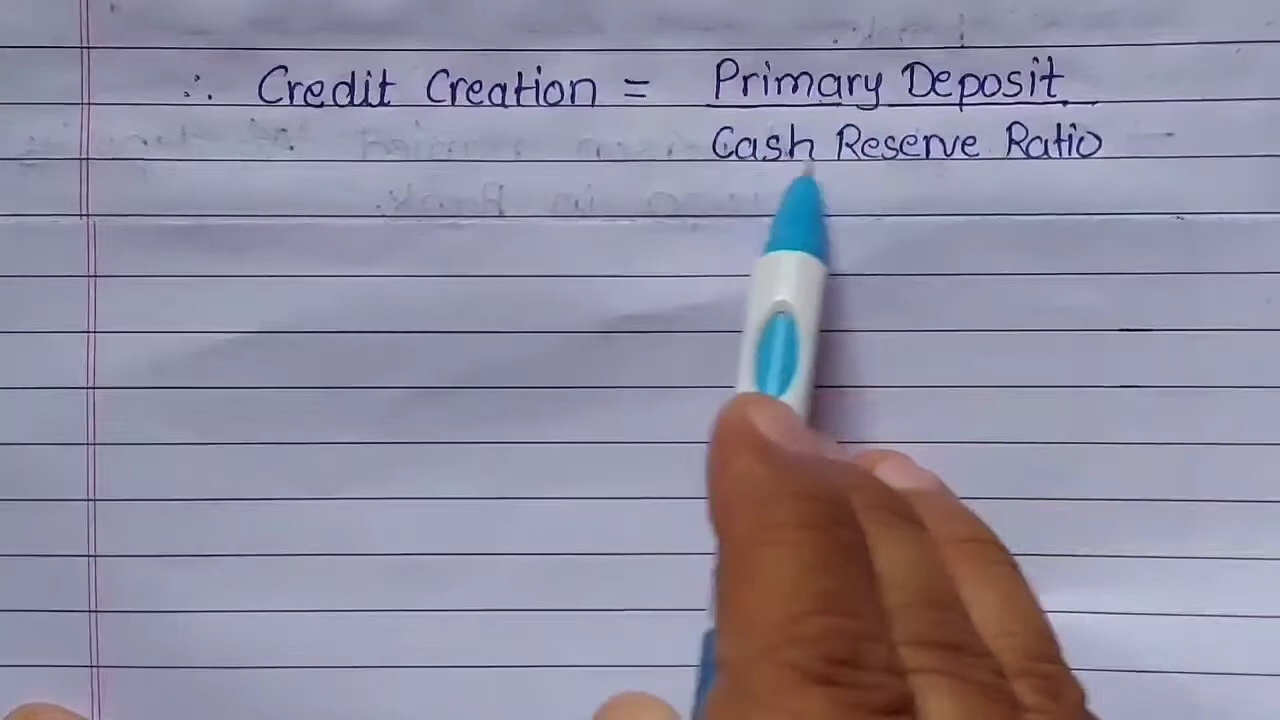 ∴ Credit Creation = Primary Deposit
Cash Reserve Ratio